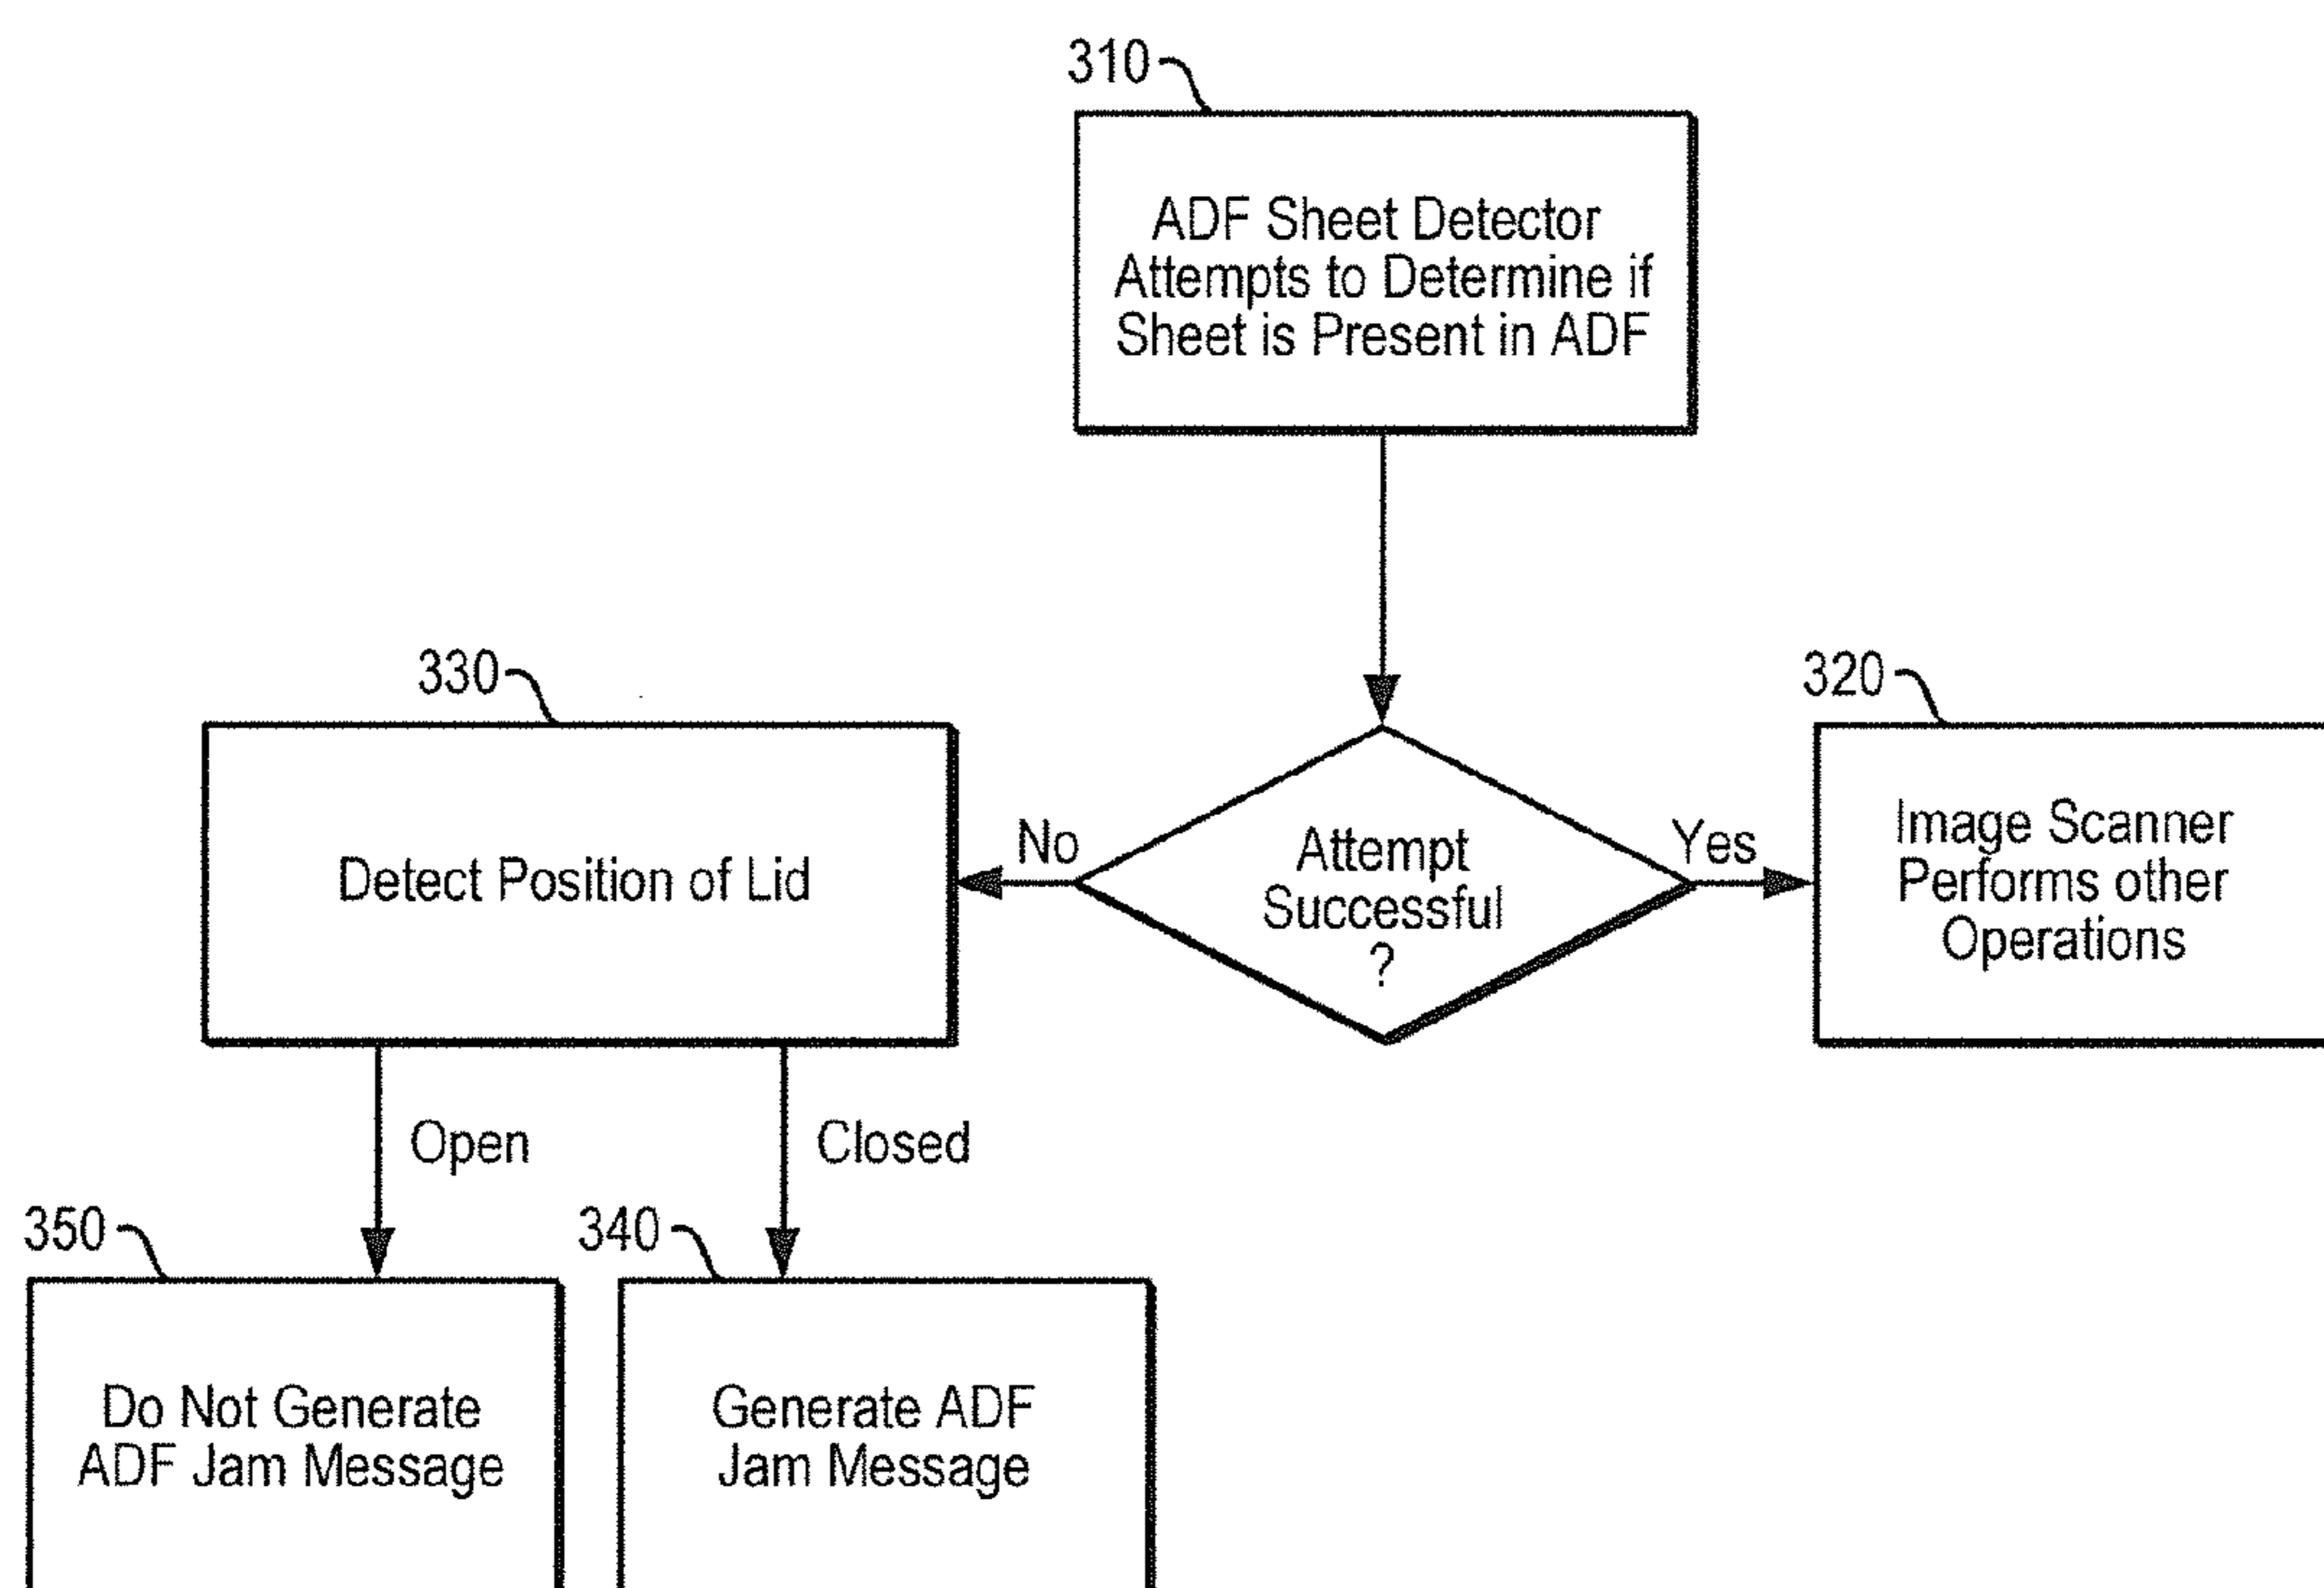 310
ADF Sheet Detector
Attempts to Determine if
Sheet is Present in ADF
330
320
Detect Position of Lid
No
Attempt
Successful
?
Yes
Image Scanner
Performs other
Operations
Open
Closed
350
340
Do Not Generate
ADF Jam Message
Generate ADF
Jam Message